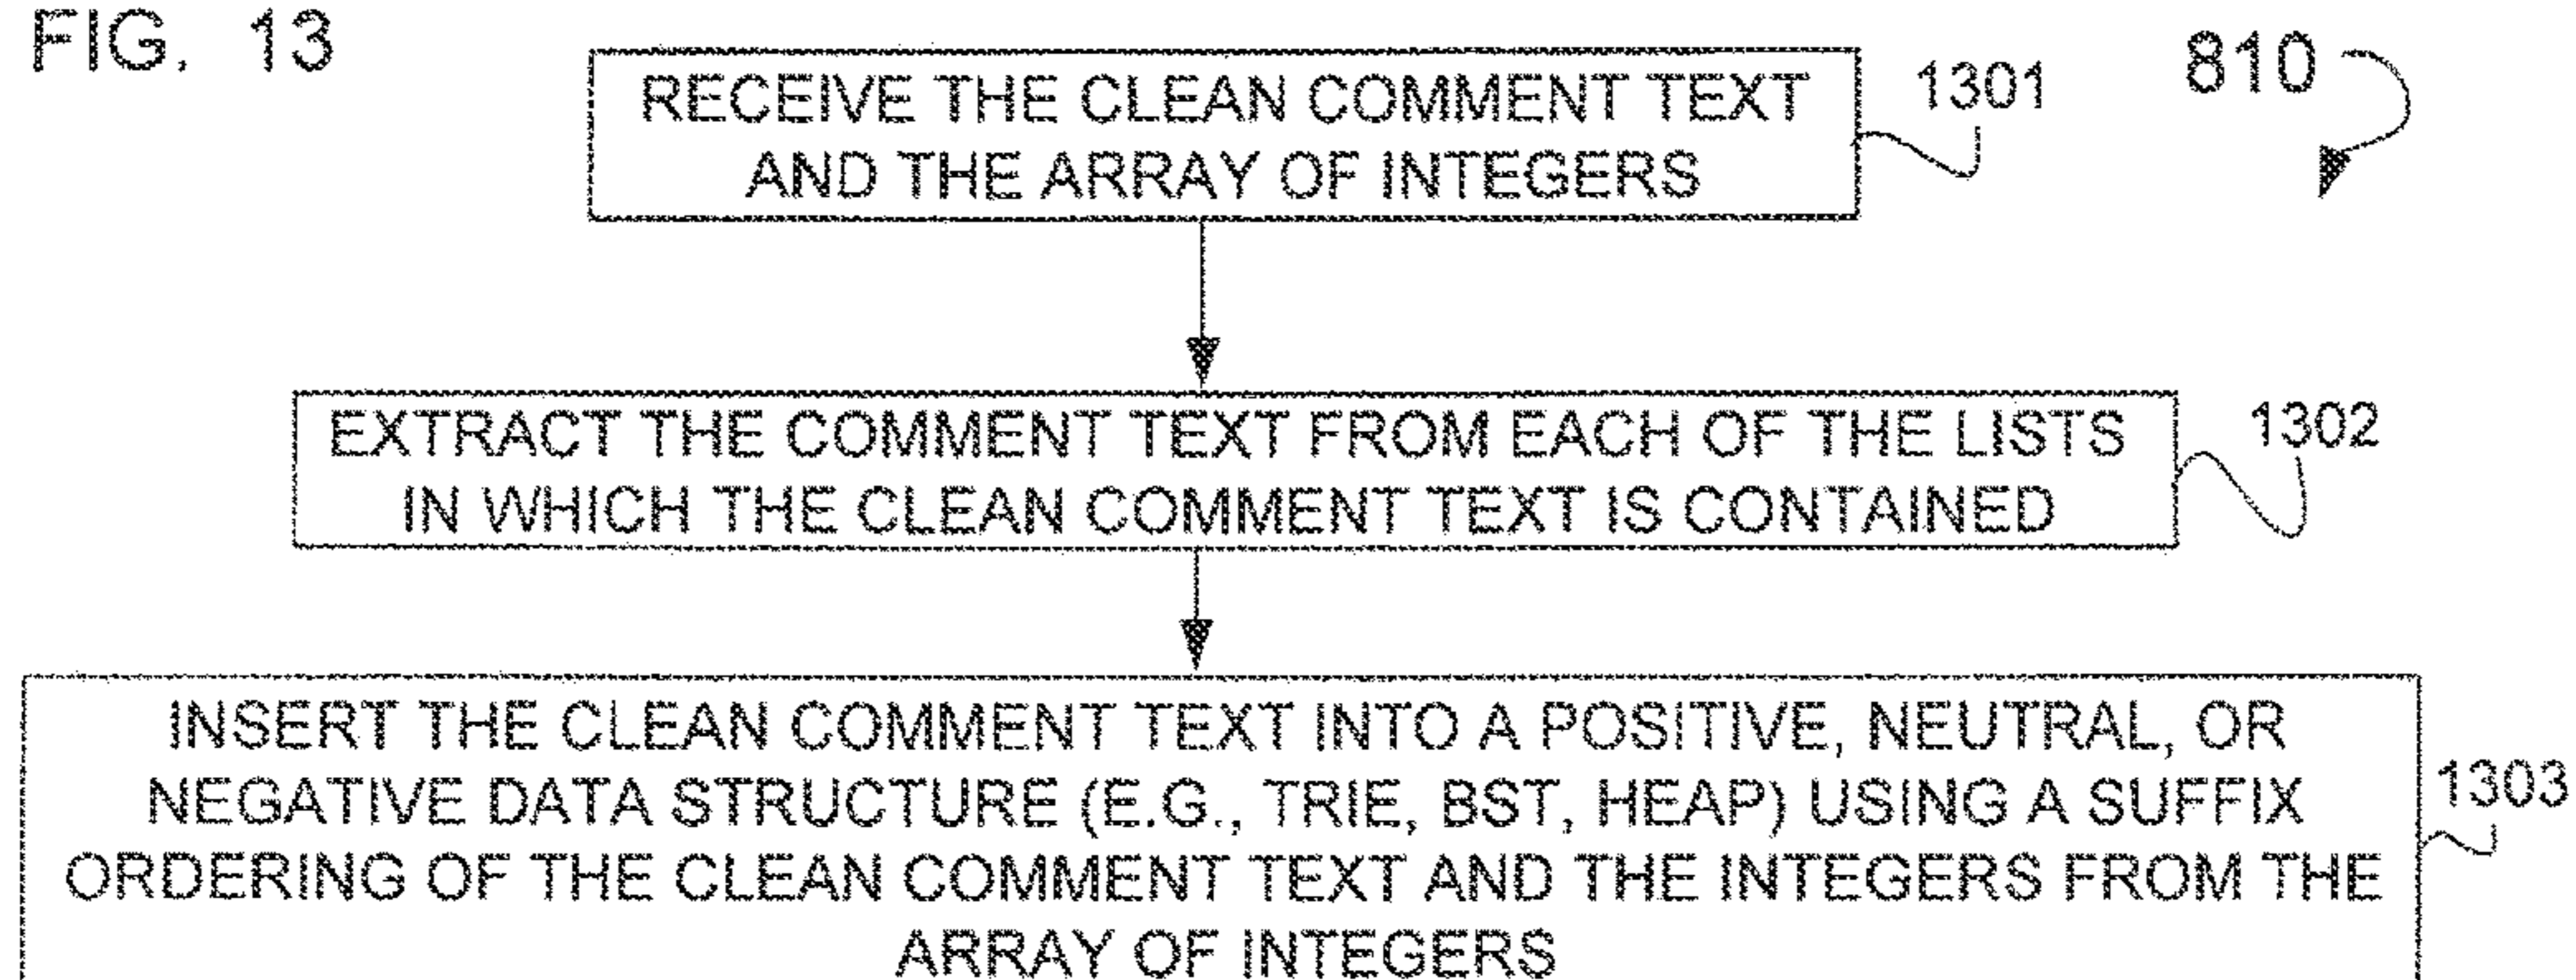 FIG. 13
810
RECEIVE THE CLEAN COMMENT TEXT
AND THE ARRAY OF INTEGERS
1301
EXTRACT THE COMMENT TEXT FROM EACH OF THE LISTS
IN WHICH THE CLEAN COMMENT TEXT IS CONTAINED
1302
INSERT THE CLEAN COMMENT TEXT INTO A POSITIVE, NEUTRAL, OR
NEGATIVE DATA STRUCTURE (E.G., TRIE, BST, HEAP) USING A SUFFIX
ORDERING OF THE CLEAN COMMENT TEXT AND THE INTEGERS FROM THE
ARRAY OF INTEGERS
1303